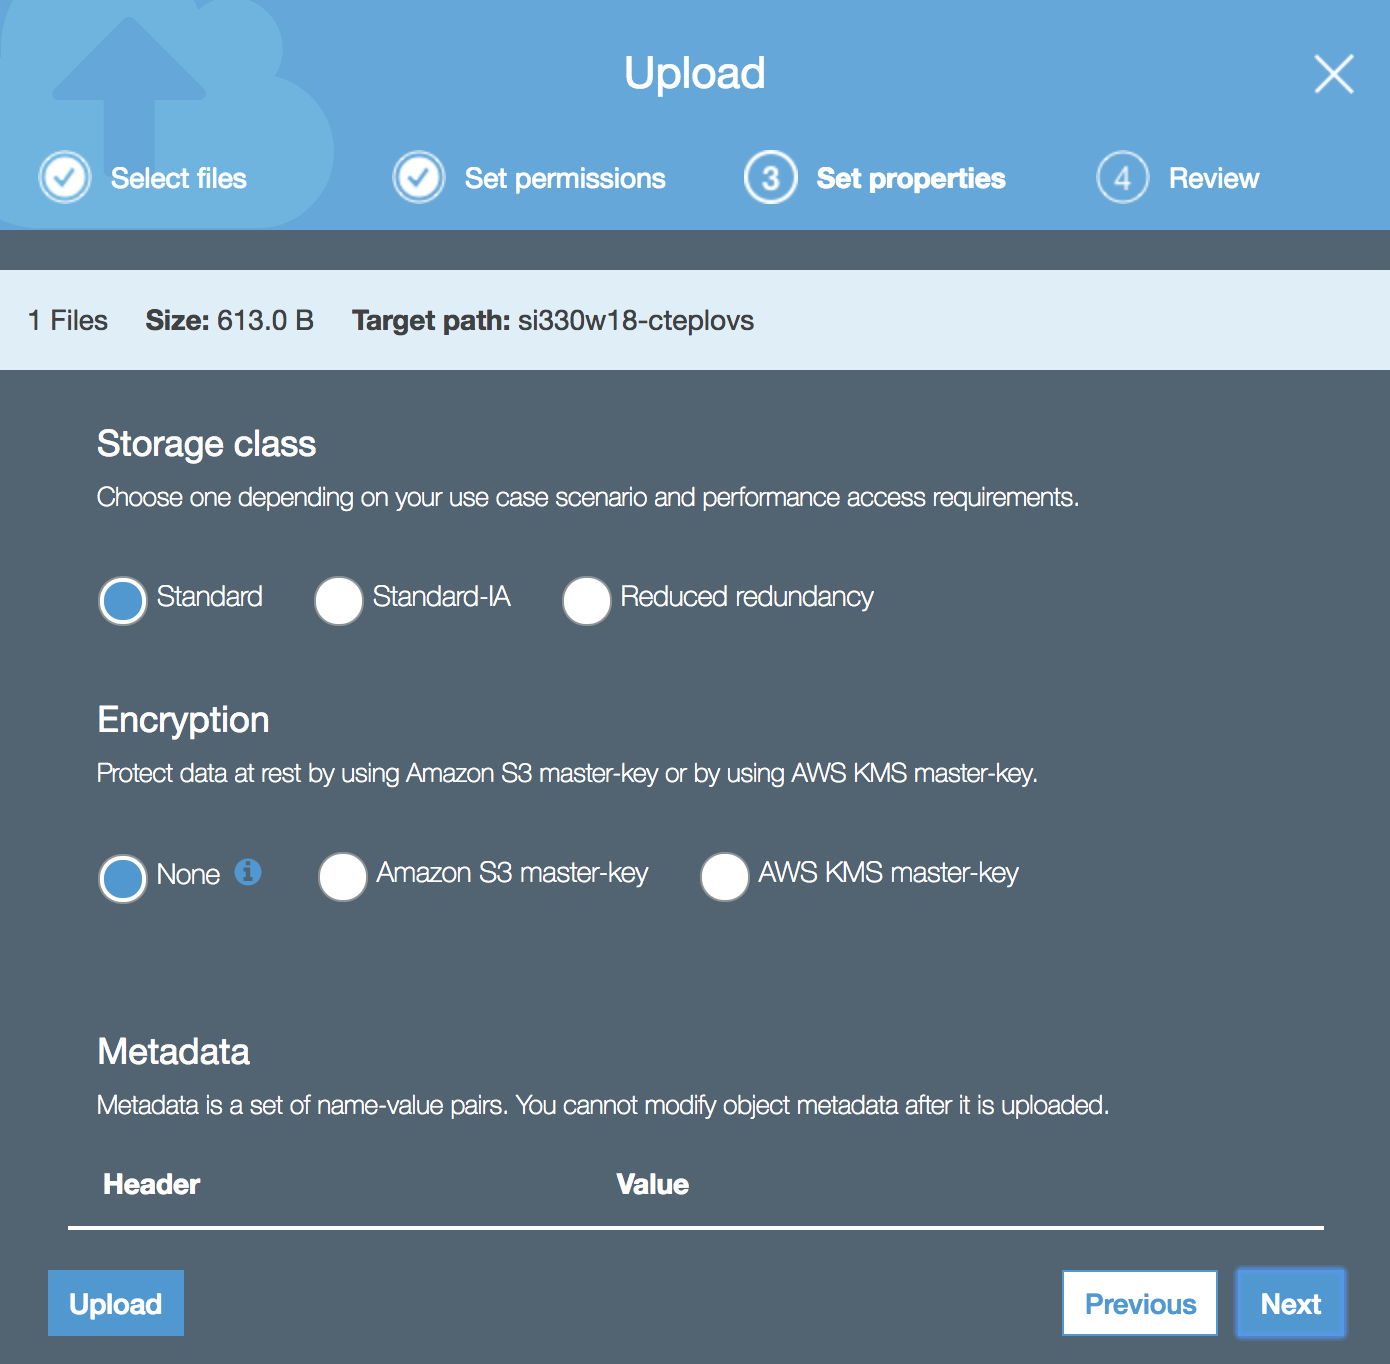 Upload
Select files
Set permissions
3 Set properties
4 Review
1 Files Size: 613.0 B Target path: si330w18-cteplovs
Storage class
Choose one depending on your use case scenario and performance access requirements.
Standard Standard-IA Reduced redundancy
Encryption
Protect data at rest by using Amazon S3 master-key or by using AWS KMS master-key.
None i Amazon S3 master-key AWS KMS master-key
Metadata
Metadata is a set of name-value pairs. You cannot modify object metadata after it is uploaded.
Header Value
Upload Previous Next